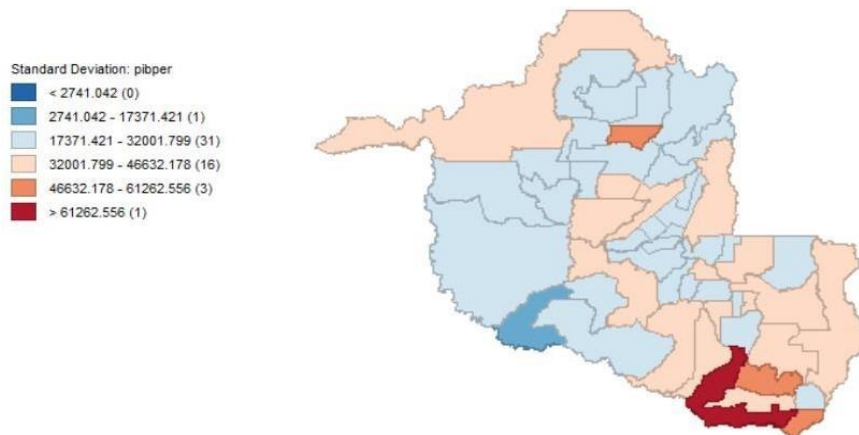 Standard Deviation: pibper
< 2741.042 (0)
2741.042 - 17371.421 (1)
17371.421 - 32001.799 (31)
32001.799 - 46632.178 (16)
46632.178 - 61262.556 (3)
> 61262.556 (1)